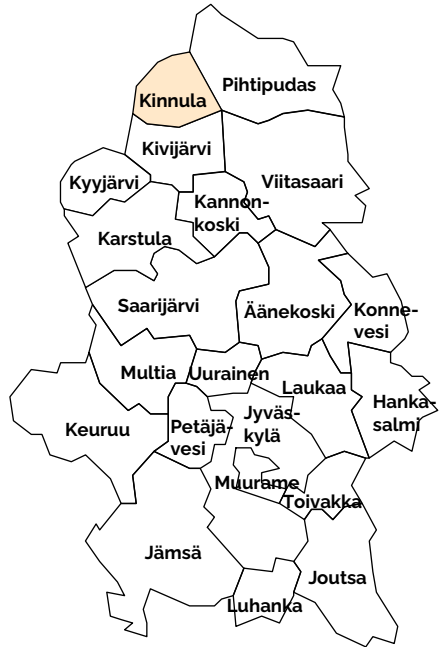 Pihtipudas
Kinnula
Kivijärvi
Kyyjärvi
Viitasaari
Kannon-
koski
Karstula
Saarijärvi
Äänekoski
Konne-
vesi
Multia
Uurainen
Laukaa
Hanka-
salmi
Keuruu
Petäjä-
vesi
Jyväs-
kylä
Muurame
Toivakka
Jämsä
Joutsa
Luhanka